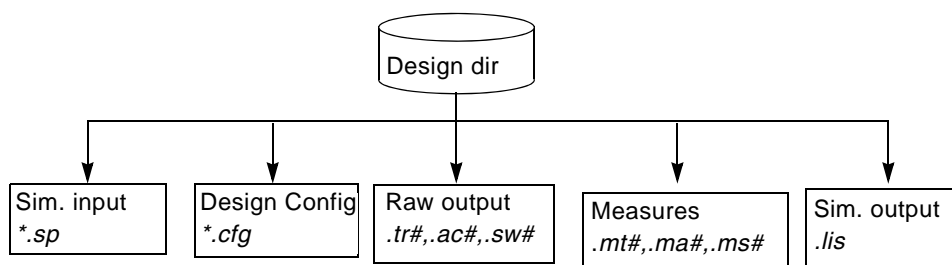 Design dir
Sim. input
*.sp
Design Config
*.cfg
Raw output
.tr#,.ac#,.sw#
Measures
.mt#,.ma#,.ms#
Sim. output
.lis